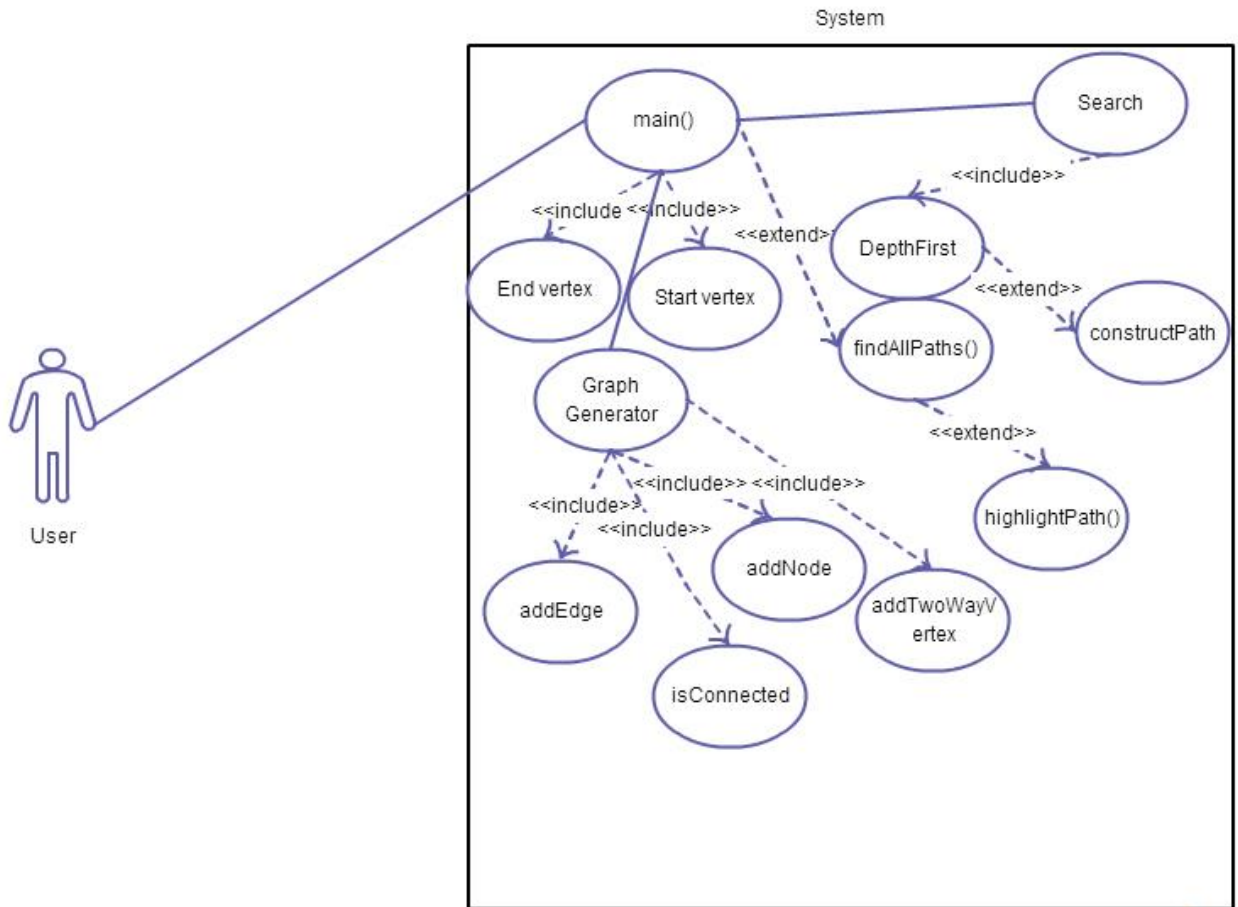 System
main()
Search
<<include>>
<<include
<<include>>
<<extend>
DepthFirst
End vertex
Start vertex
<<extend>>
constructPath
findAllPaths()
Graph
Generator
<<extend>>
<<include>>
<<include>>
<<include>>
<<include>>
highlightPath()
User
addNode
addEdge
addTwoWayV
ertex
isConnected